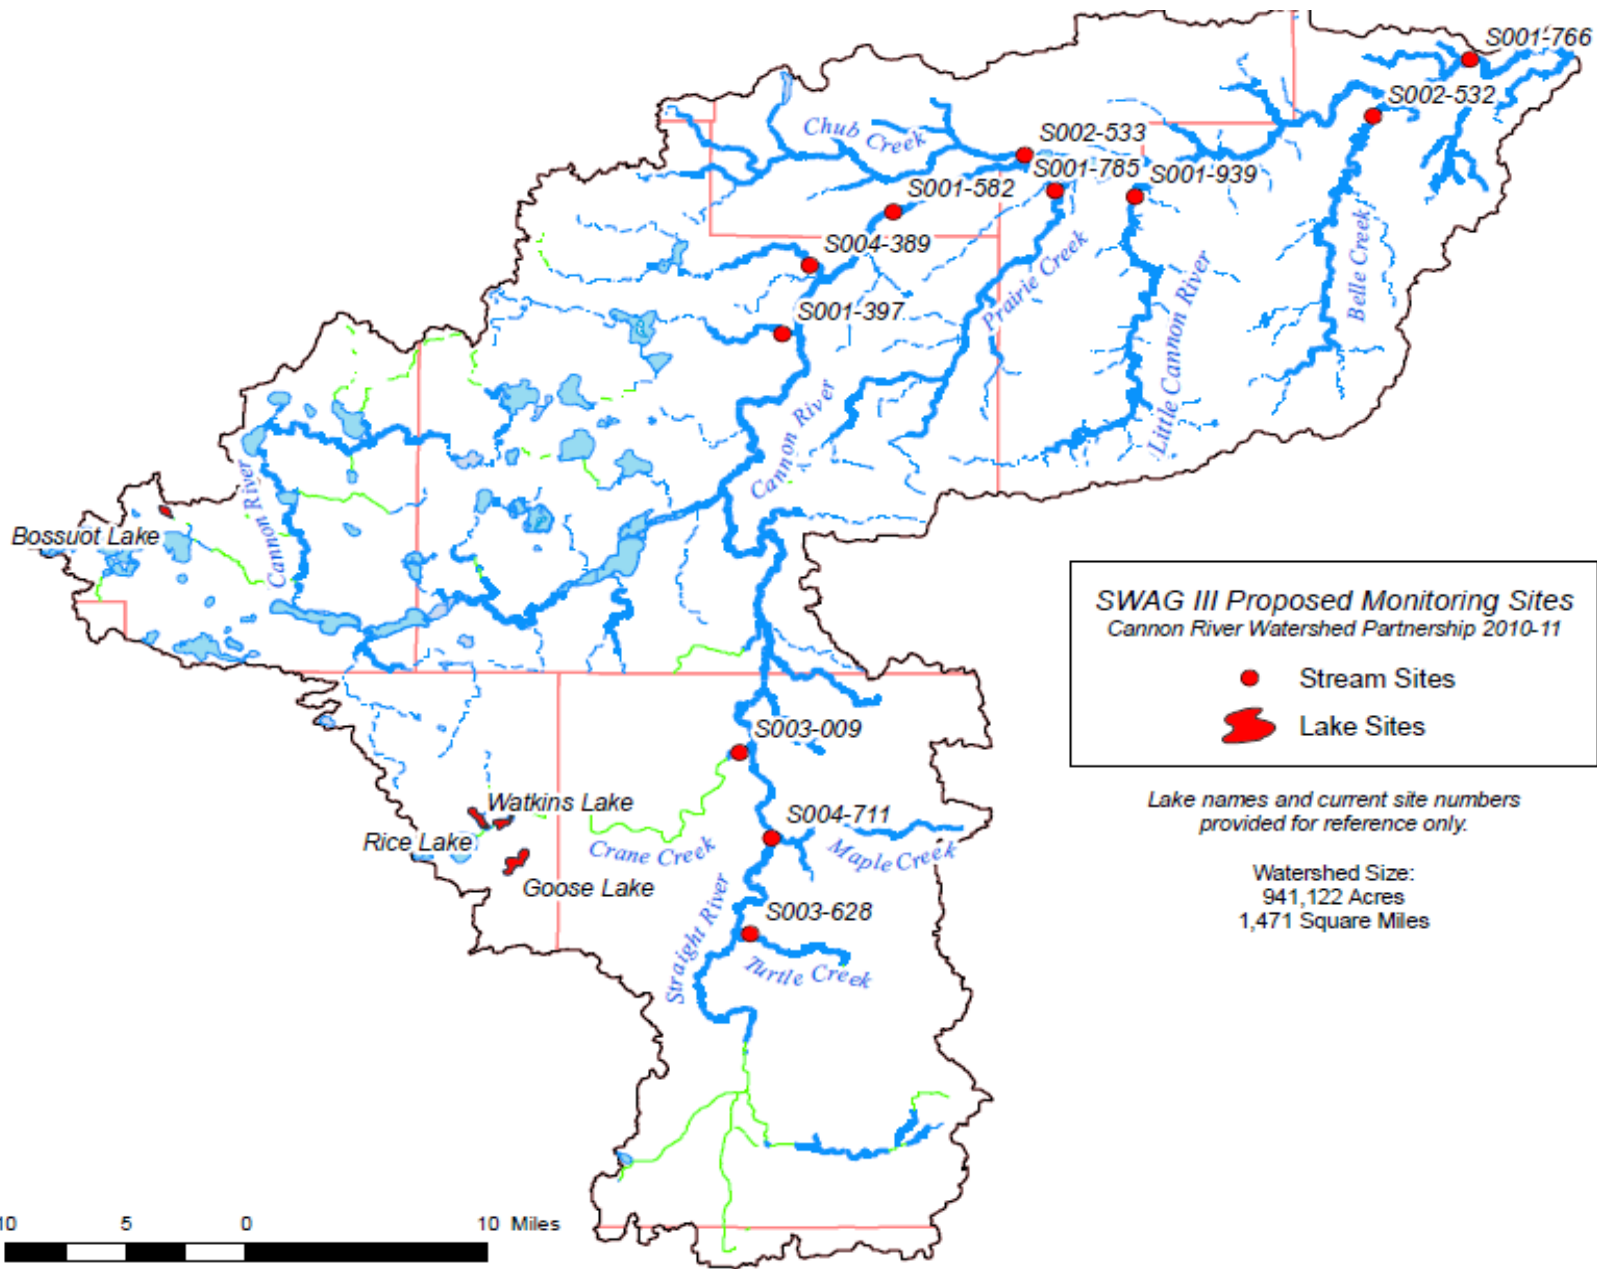 S001-766
S002-532
Chub Creek
S002-533
S001-785
S001-939
S001-582
S004-389
Prairie Creek
Little Cannon River
Belle Creek
S001-397
Cannon River
Cannon River
Bossuot Lake
SWAG III Proposed Monitoring Sites
Cannon River Watershed Partnership 2010-11
Stream Sites
Lake Sites
Lake names and current site numbers
provided for reference only.
Watershed Size:
941,122 Acres
1,471 Square Miles
S003-009
Watkins Lake
Rice Lake
Goose Lake
Crane Creek
S004-711
Maple Creek
Straight River
S003-628
Turtle Creek
10 5 0 10 Miles